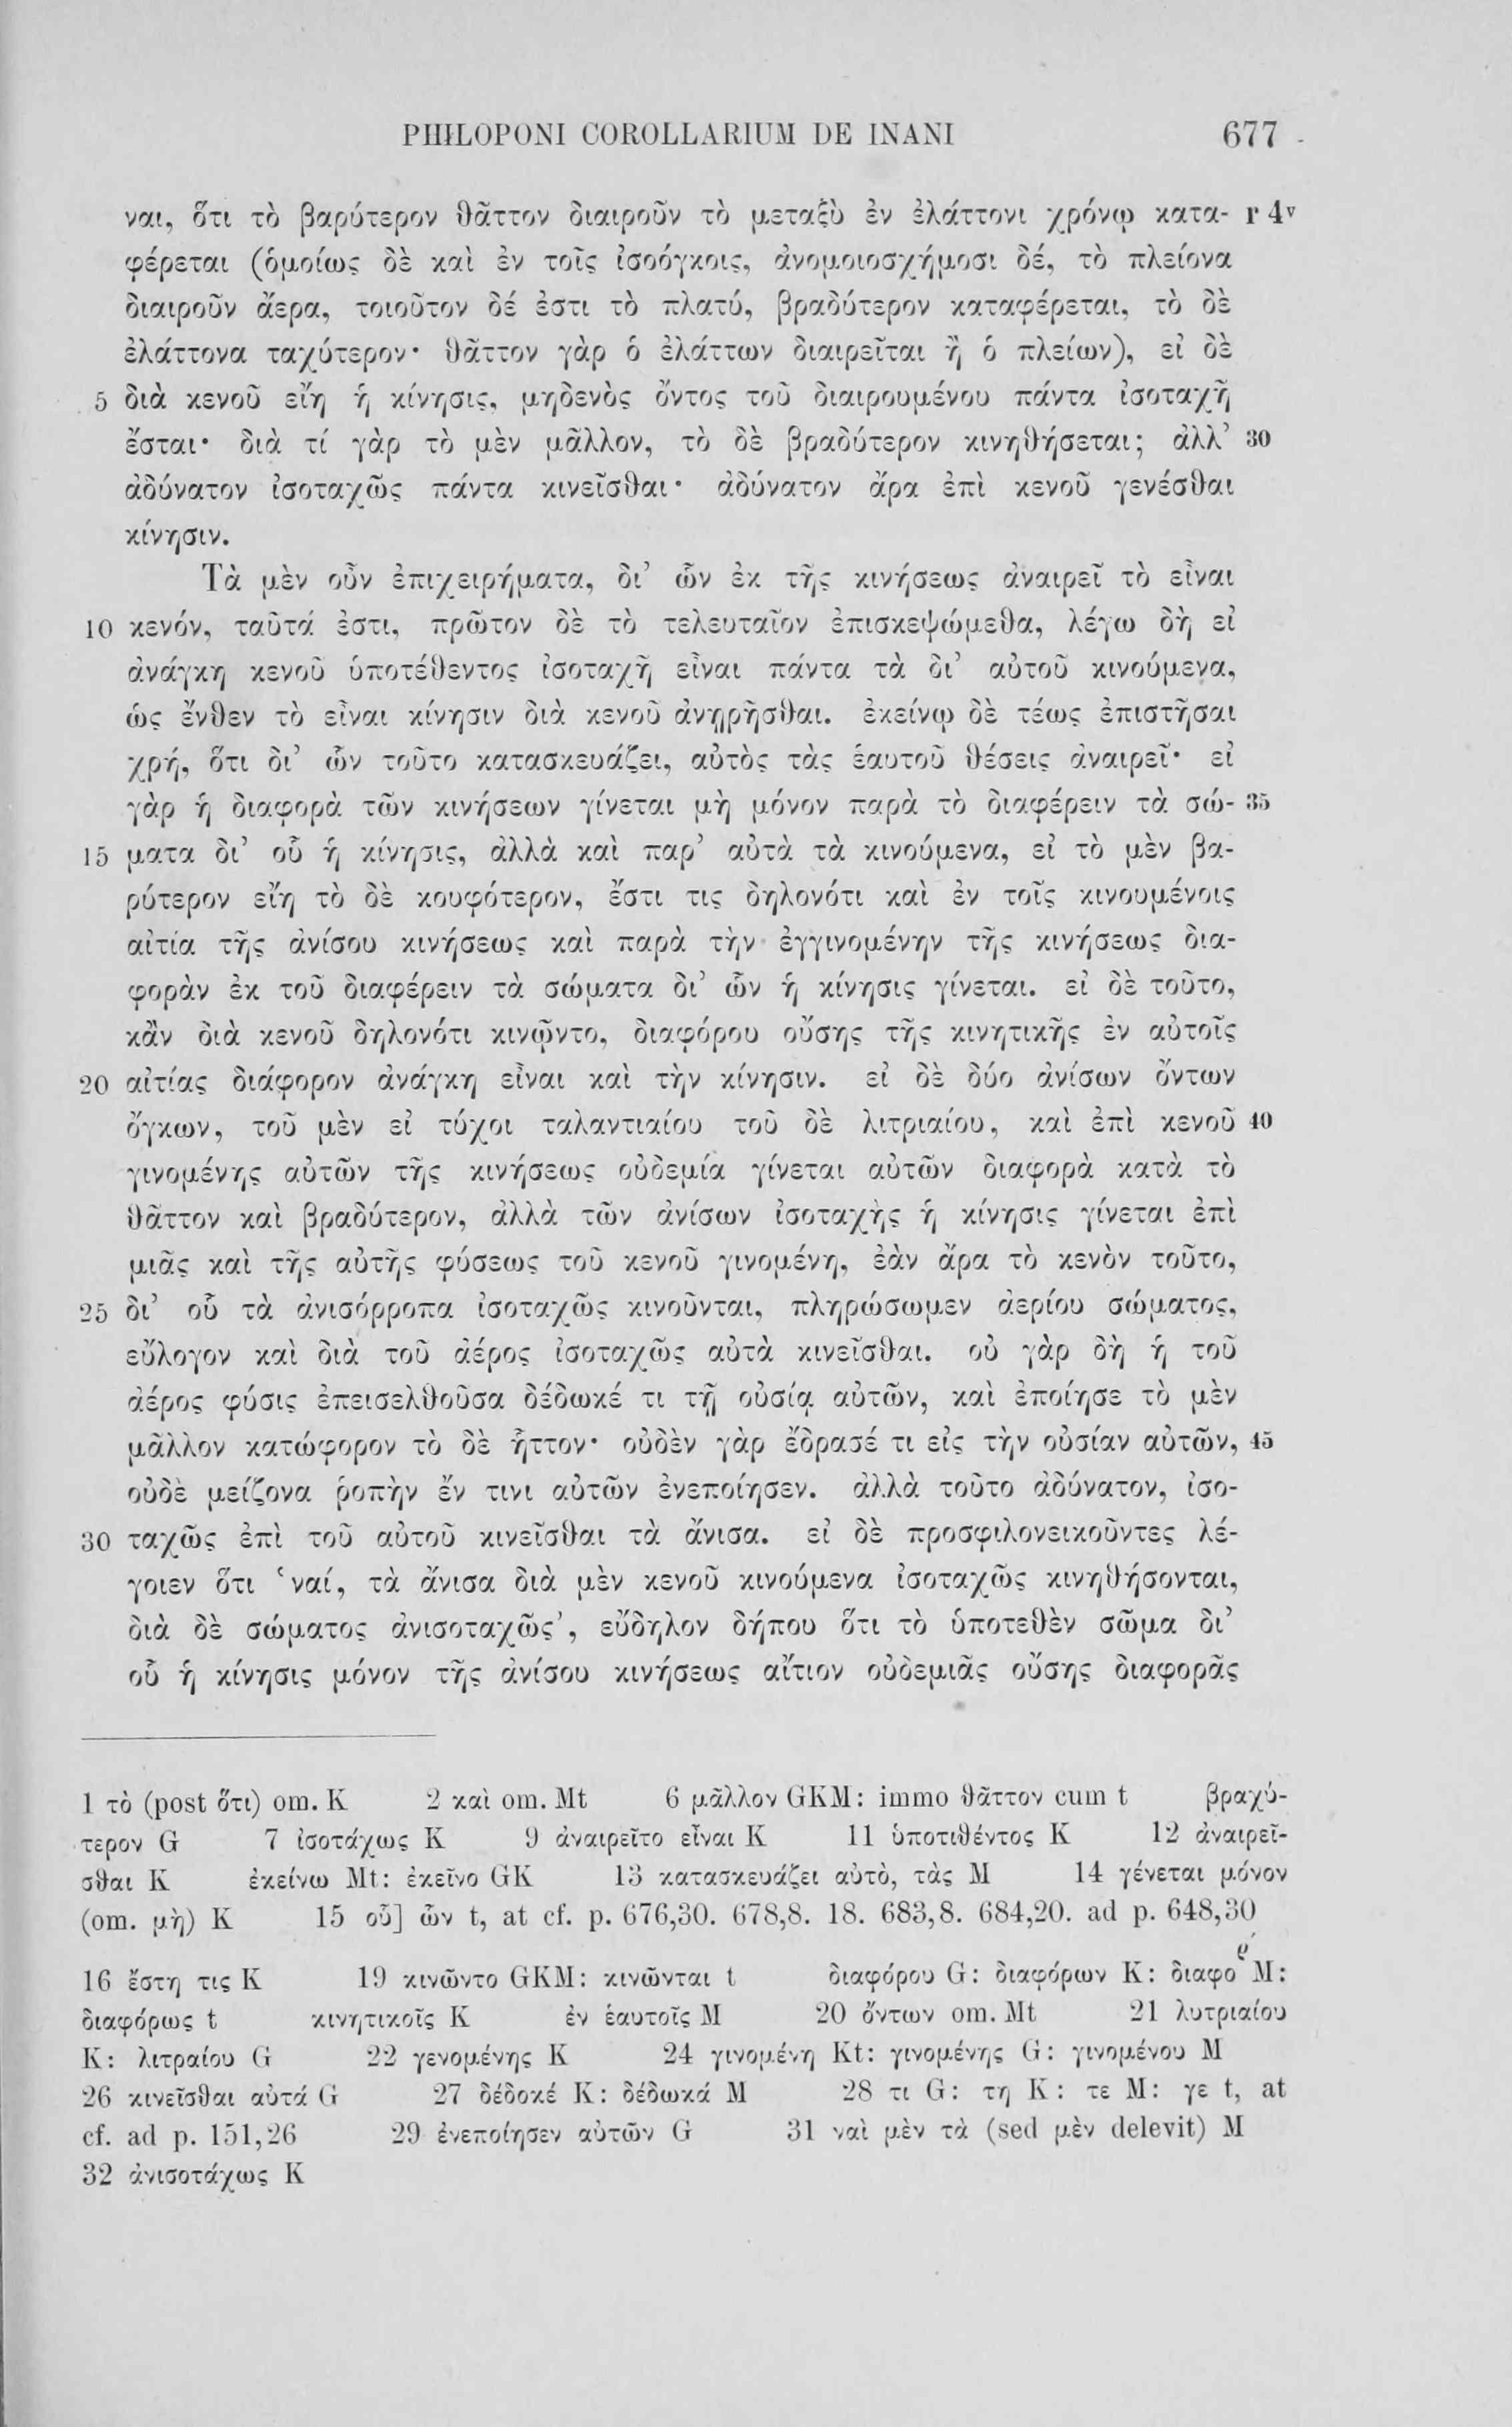 PHILOPONI COROLLARIUM DE INANI 677
ναι, ὅτι τὸ βαρύτερον θᾶττον διαιροῦν τὸ μεταξὺ ἐν ἐλάττονι χρόνῳ κατα- r 4v
φέρεται (ὁμοίως δὲ καὶ ἐν τοῖς ἰσοόγκοις, ἀνομοιοσχήμοσι δέ, τὸ πλείονα
διαιροῦν ἄερα, τοιοῦτον δέ ἐστι τὸ πλατύ, βραδύτερον καταφέρεται, τὸ δὲ
ἐλάττονα ταχύτερον· θᾶττον γὰρ ὁ ἐλάττων διαιρεῖται ἢ ὁ πλείων), εἰ δὲ
5 διὰ κενοῦ εἴη ἡ κίνησις, μηδενὸς ὄντος τοῦ διαιρουμένου πάντα ἰσοταχῆ
ἔσται· διὰ τί γὰρ τὸ μὲν μᾶλλον, τὸ δὲ βραδύτερον κινηθήσεται; ἀλλ’ 30
ἀδύνατον ἰσοταχῶς πάντα κινεῖσθαι· ἀδύνατον ἄρα ἐπὶ κενοῦ γενέσθαι
κίνησιν.
Τὰ μὲν οὖν ἐπιχειρήματα, δι’ ὧν ἐκ τῆς κινήσεως ἀναιρεῖ τὸ εἶναι
10 κενόν, ταῦτά ἐστι, πρῶτον δὲ τὸ τελευταῖον ἐπισκεψώμεθα, λέγω δὴ εἰ
ἀνάγκη κενοῦ ὑποτέθεντος ἰσοταχῆ εἶναι πάντα τὰ δι’ αὐτοῦ κινούμενα,
ὡς ἔνθεν τὸ εἶναι κίνησιν διὰ κενοῦ ἀνῃρῆσθαι. ἐκείνῳ δὲ τέως ἐπιστῆσαι
χρή, ὅτι δι’ ὧν τοῦτο κατασκευάζει, αὐτὸς τὰς ἑαυτοῦ θέσεις ἀναιρεῖ· εἰ
γὰρ ἡ διαφορὰ τῶν κινήσεων γίνεται μὴ μόνον παρὰ τὸ διαφέρειν τὰ σώ- 35
15 ματα δι’ οὗ ἡ κίνησις, ἀλλὰ καὶ παρ’ αὐτὰ τὰ κινούμενα, εἰ τὸ μὲν βα-
ρύτερον εἴη τὸ δὲ κουφότερον, ἔστι τις δηλονότι καὶ ἐν τοῖς κινουμένοις
αἰτία τῆς ἀνίσου κινήσεως καὶ παρὰ τὴν ἐγγινομένην τῆς κινήσεως δια-
φορὰν ἐκ τοῦ διαφέρειν τὰ σώματα δι’ ὧν ἡ κίνησις γίνεται. εἰ δὲ τοῦτο,
κἂν διὰ κενοῦ δηλονότι κινῷντο, διαφόρου οὔσης τῆς κινητικῆς ἐν αὐτοῖς
20 αἰτίας διάφορον ἀνάγκη εἶναι καὶ τὴν κίνησιν. εἰ δὲ δύο ἀνίσων ὄντων
ὄγκων, τοῦ μὲν εἰ τύχοι ταλαντιαίου τοῦ δὲ λιτριαίου, καὶ ἐπὶ κενοῦ 40
γινομένης αὐτῶν τῆς κινήσεως οὐδεμία γίνεται αὐτῶν διαφορὰ κατὰ τὸ
θᾶττον καὶ βραδύτερον, ἀλλὰ τῶν ἀνίσων ἰσοταχὴς ἡ κίνησις γίνεται ἐπὶ
μιᾶς καὶ τῆς αὐτῆς φύσεως τοῦ κενοῦ γινομένη, ἐὰν ἄρα τὸ κενὸν τοῦτο,
25 δι’ οὗ τὰ ἀνισόρροπα ἰσοταχῶς κινοῦνται, πληρώσωμεν ἀερίου σώματος,
εὔλογον καὶ διὰ τοῦ ἀέρος ἰσοταχῶς αὐτὰ κινεῖσθαι. οὐ γὰρ δὴ ἡ τοῦ
ἀέρος φύσις ἐπεισελθοῦσα δέδωκέ τι τῇ οὐσίᾳ αὐτῶν, καὶ ἐποίησε τὸ μὲν
μᾶλλον κατώφορον τὸ δὲ ἧττον· οὐδὲν γὰρ ἔδρασέ τι εἰς τὴν οὐσίαν αὐτῶν, 45
οὐδὲ μείζονα ῥοπὴν ἔν τινι αὐτῶν ἐνεποίησεν. ἀλλὰ τοῦτο ἀδύνατον, ἰσο-
30 ταχῶς ἐπὶ τοῦ αὐτοῦ κινεῖσθαι τὰ ἄνισα. εἰ δὲ προσφιλονεικοῦντες λέ-
γοιεν ὅτι ‘ναί, τὰ ἄνισα διὰ μὲν κενοῦ κινούμενα ἰσοταχῶς κινηθήσονται,
διὰ δὲ σώματος ἀνισοταχῶς’, εὔδηλον δήπου ὅτι τὸ ὑποτεθὲν σῶμα δι’
οὗ ἡ κίνησις μόνον τῆς ἀνίσου κινήσεως αἴτιον οὐδεμιᾶς οὔσης διαφορᾶς
1 τὸ (post ὅτι) om. K 2 καὶ om. Mt 6 μᾶλλον GKM: immo θᾶττον cum t βραχύ-
τερον G 7 ἰσοτάχως K 9 ἀναιρεῖτο εἶναι K 11 ὑποτιθέντος K 12 ἀναιρεῖ-
σθαι K ἐκείνω Mt: ἐκεῖνο GK 13 κατασκευάζει αὐτὸ, τὰς M 14 γένεται μόνον
(om. μὴ) K 15 οὗ] ὧν t, at cf. p. 676,30. 678,8. 18. 683,8. 684,20. ad p. 648,30
16 ἔστη τις K 19 κινῶντο GKM: κινῶνται t διαφόρου G: διαφόρων K: διαφορ́ M:
διαφόρως t κινητικοῖς K ἐν ἑαυτοῖς M 20 ὄντων om. Mt 21 λυτριαίου
K: λιτραίου G 22 γενομένης K 24 γινομένη Kt: γινομένης G: γινομένου M
26 κινεῖσθαι αὐτά G 27 δέδοκέ K: δέδωκά M 28 τι G: τη K: τε M: γε t, at
cf. ad p. 151,26 29 ἐνεποίησεν αὐτῶν G 31 ναὶ μὲν τὰ (sed μὲν delevit) M
32 ἀνισοτάχως K